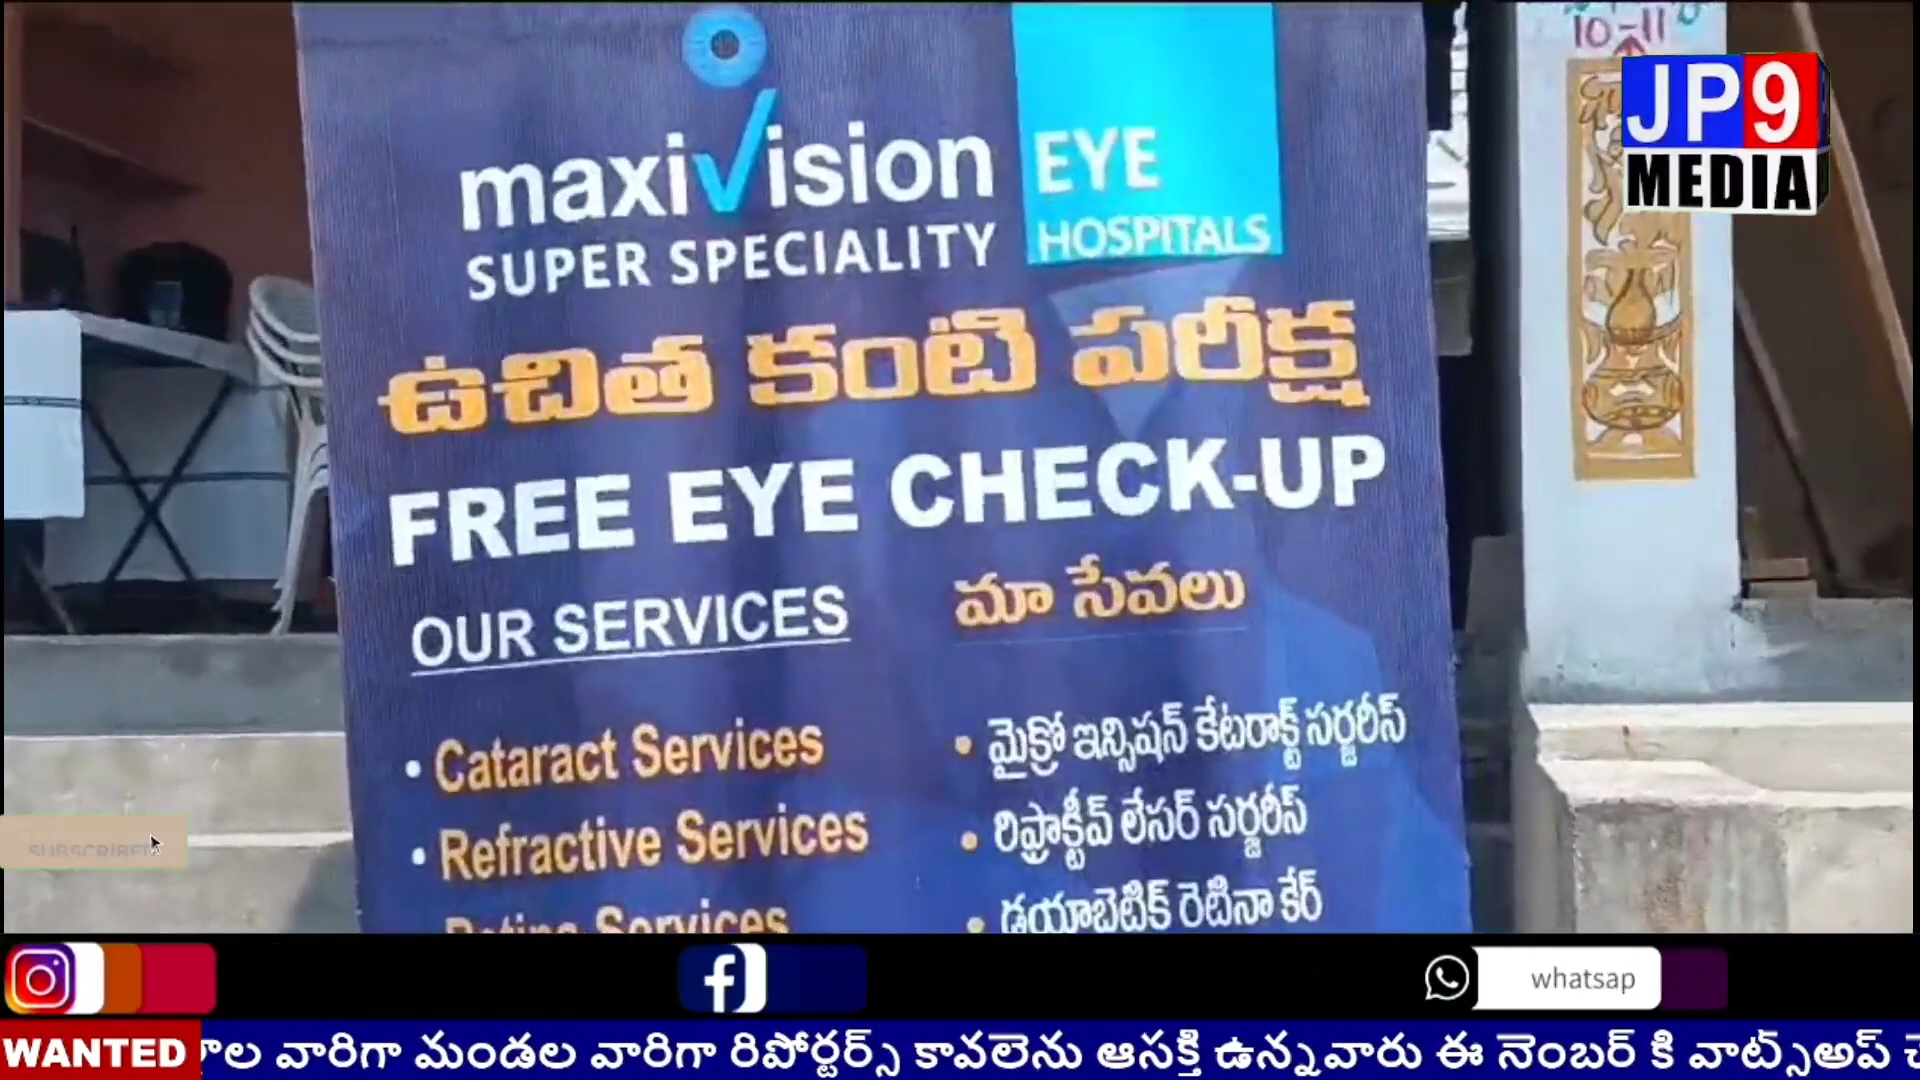 10-11
JP9
MEDIA
maxivision
EYE
SUPER SPECIALITY
HOSPITALS
ఉచిత కంటి పరీక్ష
FREE EYE CHECK-UP
OUR SERVICES
మా సేవలు
• Cataract Services
• మైక్రో ఇన్సిషన్ కేటరాక్ట్ సర్జరీస్
• Refractive Services
• రిఫ్రాక్టీవ్ లేసర్ సర్జరీస్
Services
• డయాబెటిక్ రెటినా కేర్
whatsap
WANTED వారిగా మండల వారిగా రిపోర్టర్స్ కావలెను ఆసక్తి ఉన్నవారు ఈ నెంబర్ కి వాట్సప్